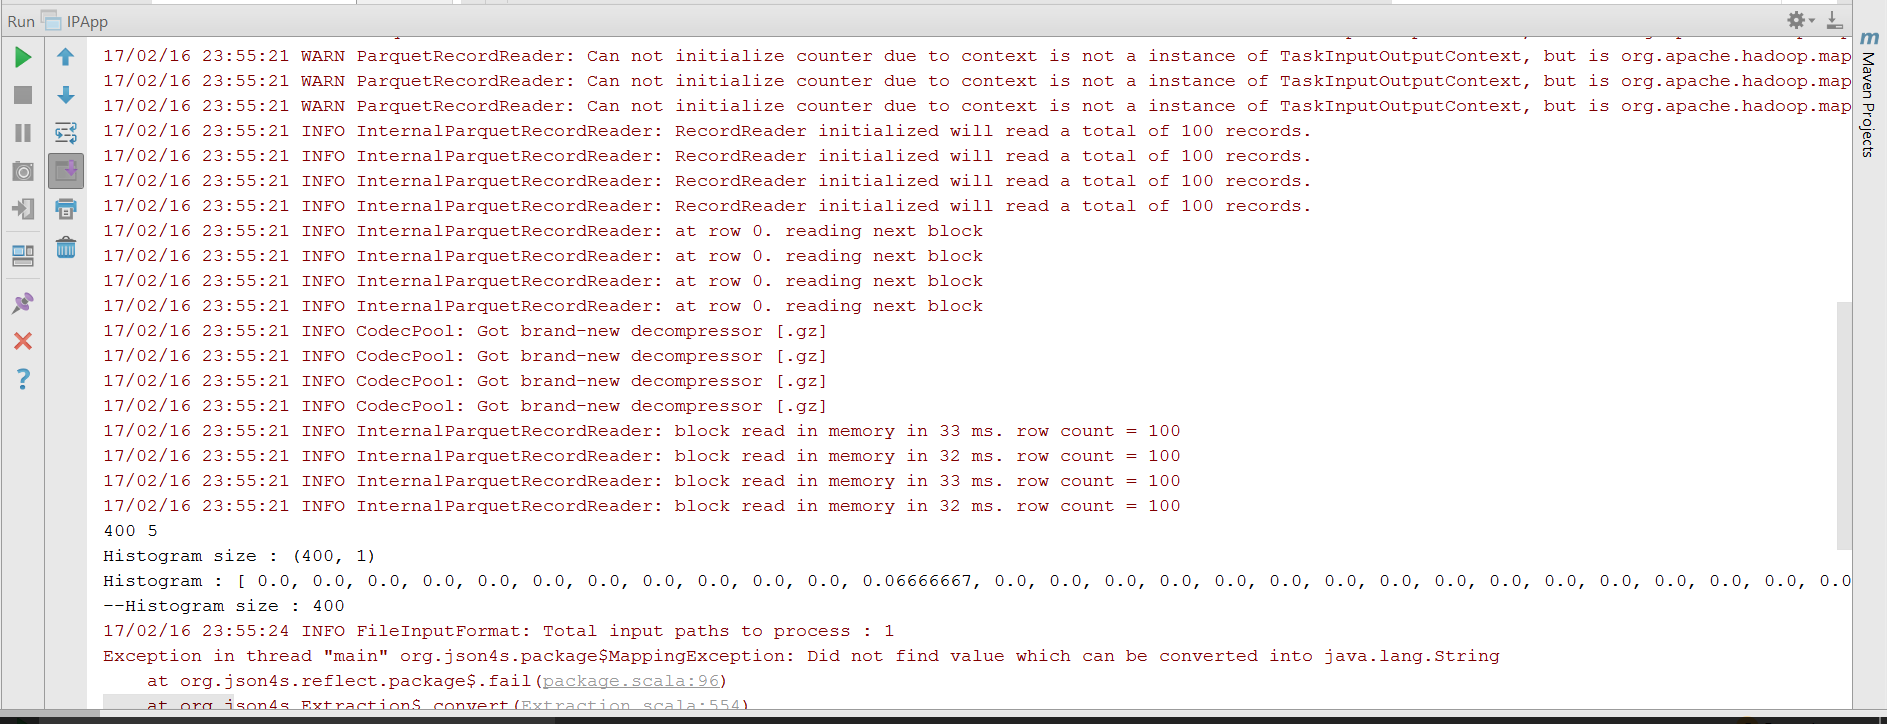 Run IPApp
17/02/16 23:55:21 WARN ParquetRecordReader: Can not initialize counter due to context is not a instance of TaskInputOutputContext, but is org.apache.hadoop.map
17/02/16 23:55:21 WARN ParquetRecordReader: Can not initialize counter due to context is not a instance of TaskInputOutputContext, but is org.apache.hadoop.map
17/02/16 23:55:21 WARN ParquetRecordReader: Can not initialize counter due to context is not a instance of TaskInputOutputContext, but is org.apache.hadoop.map
17/02/16 23:55:21 INFO InternalParquetRecordReader: RecordReader initialized will read a total of 100 records.
17/02/16 23:55:21 INFO InternalParquetRecordReader: RecordReader initialized will read a total of 100 records.
17/02/16 23:55:21 INFO InternalParquetRecordReader: RecordReader initialized will read a total of 100 records.
17/02/16 23:55:21 INFO InternalParquetRecordReader: RecordReader initialized will read a total of 100 records.
17/02/16 23:55:21 INFO InternalParquetRecordReader: at row 0. reading next block
17/02/16 23:55:21 INFO InternalParquetRecordReader: at row 0. reading next block
17/02/16 23:55:21 INFO InternalParquetRecordReader: at row 0. reading next block
17/02/16 23:55:21 INFO InternalParquetRecordReader: at row 0. reading next block
17/02/16 23:55:21 INFO CodecPool: Got brand-new decompressor [.gz]
17/02/16 23:55:21 INFO CodecPool: Got brand-new decompressor [.gz]
17/02/16 23:55:21 INFO CodecPool: Got brand-new decompressor [.gz]
17/02/16 23:55:21 INFO CodecPool: Got brand-new decompressor [.gz]
17/02/16 23:55:21 INFO InternalParquetRecordReader: block read in memory in 33 ms. row count = 100
17/02/16 23:55:21 INFO InternalParquetRecordReader: block read in memory in 32 ms. row count = 100
17/02/16 23:55:21 INFO InternalParquetRecordReader: block read in memory in 33 ms. row count = 100
17/02/16 23:55:21 INFO InternalParquetRecordReader: block read in memory in 32 ms. row count = 100
400 5
Histogram size : (400, 1)
Histogram : [ 0.0, 0.0, 0.0, 0.0, 0.0, 0.0, 0.0, 0.0, 0.0, 0.0, 0.0, 0.06666667, 0.0, 0.0, 0.0, 0.0, 0.0, 0.0, 0.0, 0.0, 0.0, 0.0, 0.0, 0.0, 0.0, 0.0, 0.0, 0.0
--Histogram size : 400
17/02/16 23:55:24 INFO FileInputFormat: Total input paths to process : 1
Exception in thread "main" org.json4s.package$MappingException: Did not find value which can be converted into java.lang.String
at org.json4s.reflect.package$.fail(package.scala:96)
at org.json4s.Extraction$.convert(Extraction.scala:554)
m Maven Projects